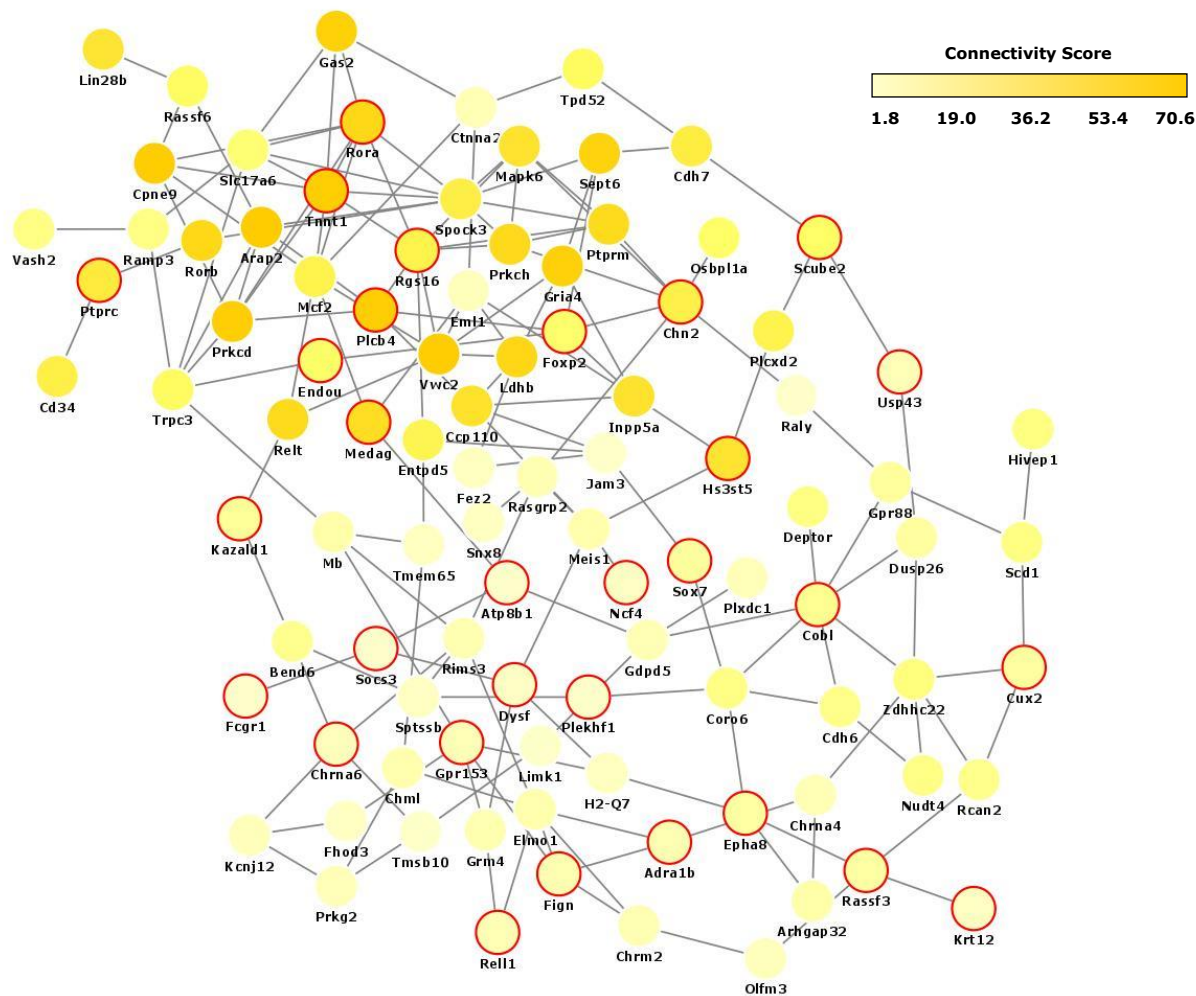 Connectivity Score
1.8 19.0 36.2 53.4 70.6
Gas2
Lin28b
Tpd52
Rassf6
Ctnna2
Rora
Mapk6
Sept6
Cdh7
Cpne9
Slc17a6
Tnnt1
Spock3
Ptprm
Vash2
Ramp3
Rorb
Arap2
Rgs16
Prkch
Osbpl1a
Scube2
Ptprc
Mcf2
Gria4
Eml1
Chn2
Prkcd
Plcb4
Foxp2
Plcxd2
Cd34
Trpc3
Endou
Vwc2
Ldhb
Usp43
Relt
Medag
Ccp110
Inpp5a
Raly
Entpd5
Hivep1
Fez2
Jam3
Hs3st5
Rasgrp2
Gpr88
Kazald1
Mb
Snx8
Meis1
Deptor
Tmem65
Dusp26
Scd1
Atp8b1
Ncf4
Sox7
Plxdc1
Cobl
Bend6
Socs3
Rims3
Gdpd5
Fcgr1
Sptssb
Dysf
Plekhf1
Coro6
Cdh6
Zdhhc22
Cux2
Chrna6
Gpr153
Limk1
Chml
H2-Q7
Nudt4
Rcan2
Kcnj12
Fhod3
Tmsb10
Grm4
Elmo1
Epha8
Chrna4
Adra1b
Prkg2
Fign
Rassf3
Arhgap32
Krt12
Rell1
Chrm2
Olfm3